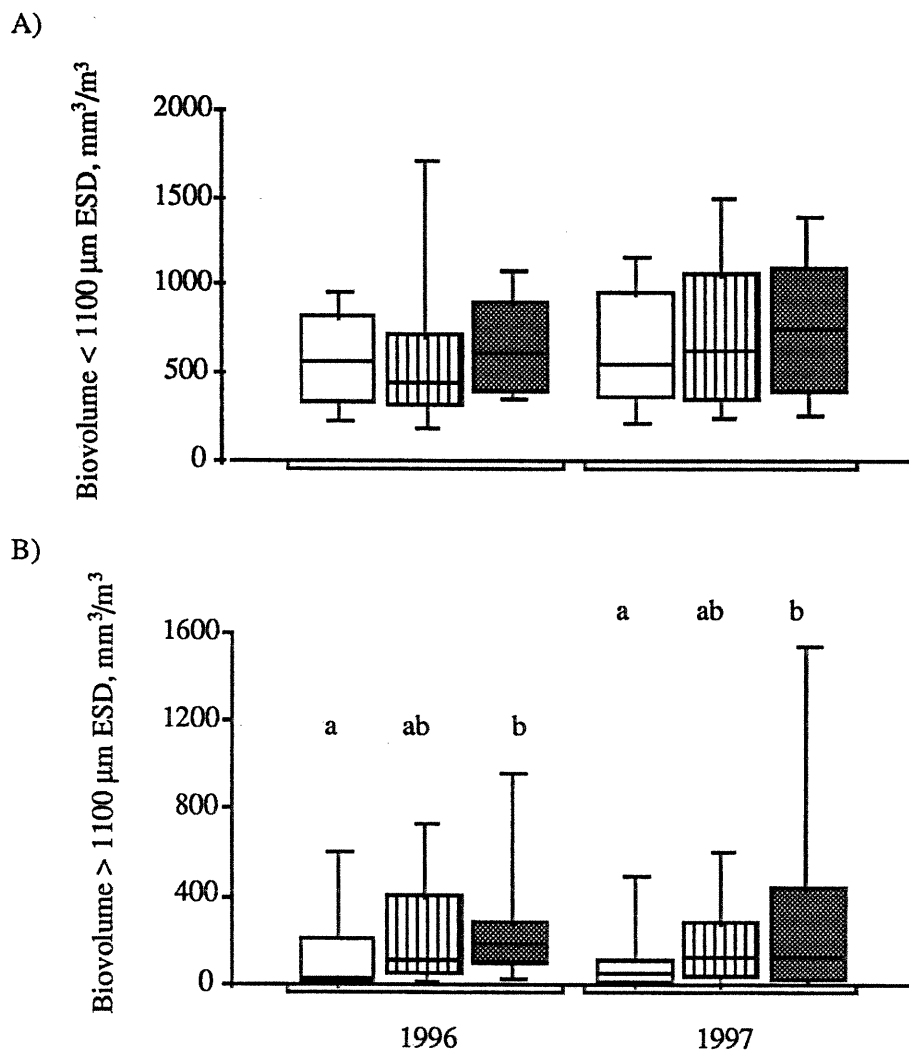 A)
Biovolume < 1100 µm ESD, mm³/m³
2000
1500
1000
500
0
B)
Biovolume > 1100 µm ESD, mm³/m³
1600
1200
800
400
0
a ab b
a ab b
1996 1997